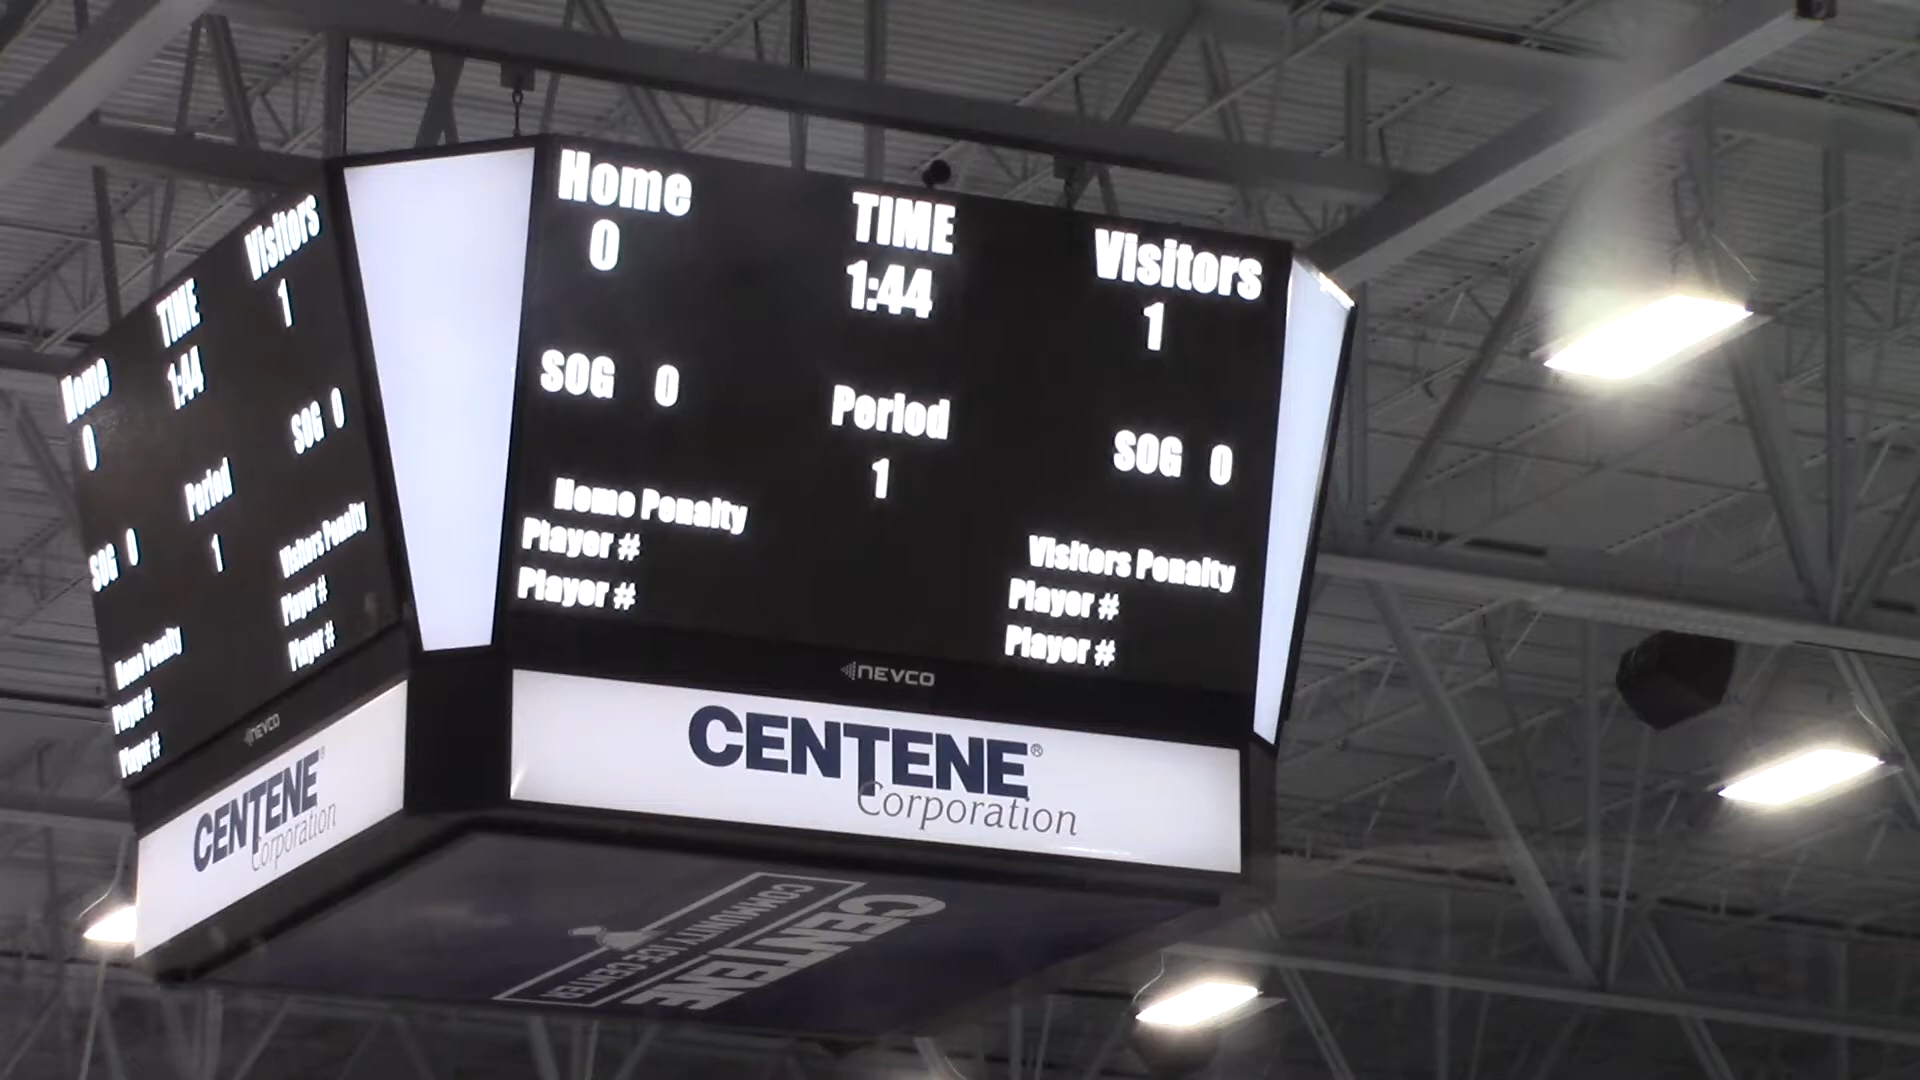 Home
0
TIME
1:44
Visitors
1
SOG 0
Period
1
SOG 0
Home Penalty
Player #
Player #
Visitors Penalty
Player #
Player #
NEVCO
CENTENE®
Corporation
Home
0
TIME
1:44
Visitors
1
SOG 0
Period
1
SOG 0
Home Penalty
Player #
Player #
Visitors Penalty
Player #
Player #
NEVCO
CENTENE®
Corporation
CENTENE
COMMUNITY ICE CENTER